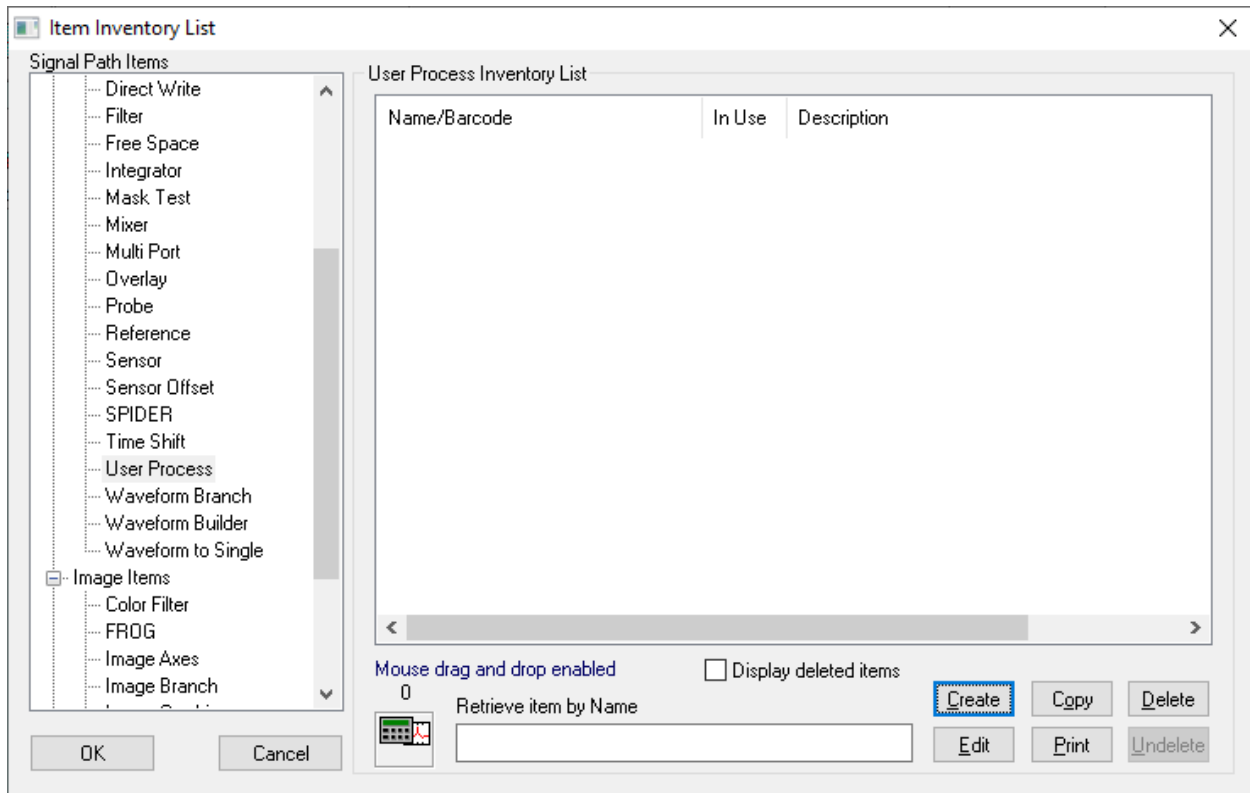 Item Inventory List
Signal Path Items
Direct Write
Filter
Free Space
Integrator
Mask Test
Mixer
Multi Port
Overlay
Probe
Reference
Sensor
Sensor Offset
SPIDER
Time Shift
User Process
Waveform Branch
Waveform Builder
Waveform to Single
Image Items
Color Filter
FROG
Image Axes
Image Branch
OK Cancel
User Process Inventory List
Name/Barcode In Use Description
Mouse drag and drop enabled
Display deleted items
0
Retrieve item by Name
Create Copy Delete
Edit Print Undelete